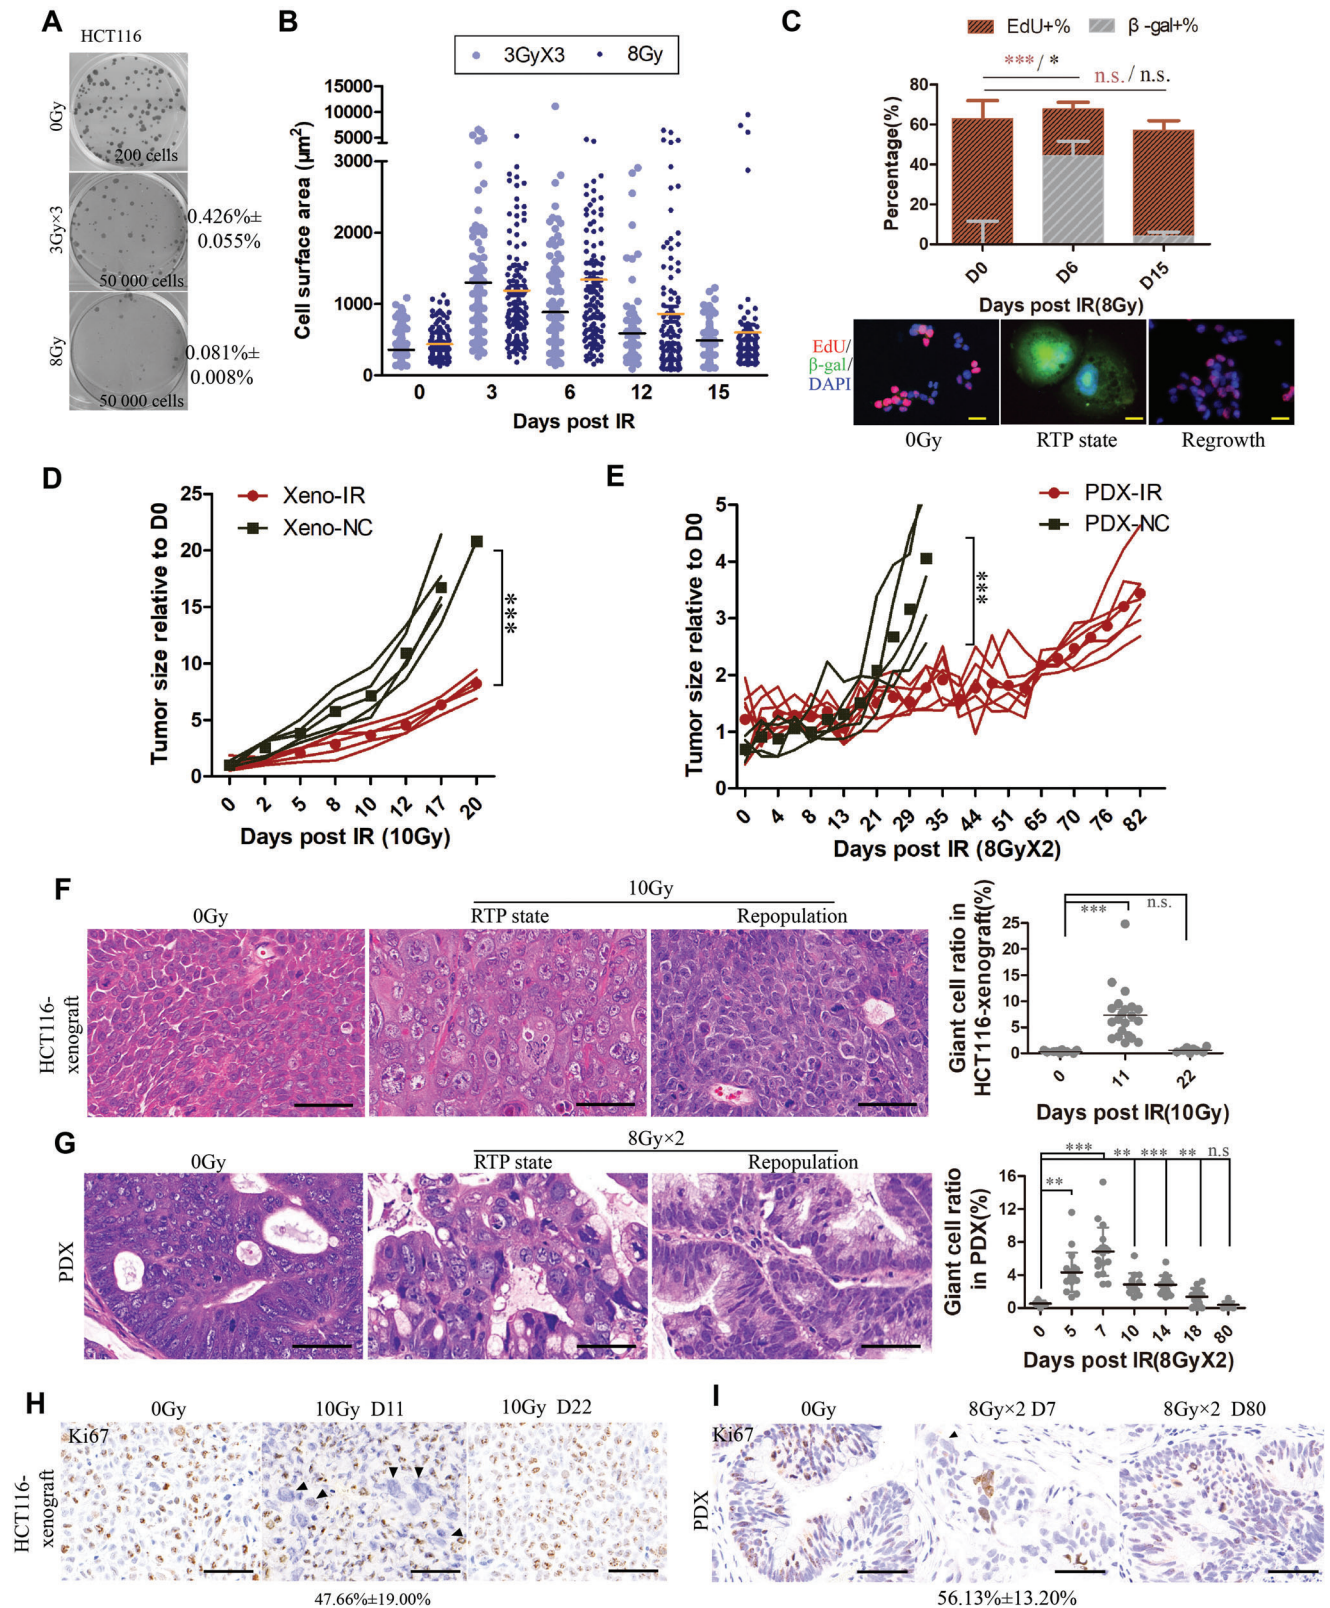 A
HCT116
0Gy
200 cells
3Gy×3
50 000 cells
0.426%±
0.055%
8Gy
50 000 cells
0.081%±
0.008%
B
3GyX3
8Gy
Cell surface area (µm²)
15000
10000
5000
3000
2000
1000
0
0
3
6
12
15
Days post IR
C
EdU+%
β-gal+%
***/*
n.s./n.s.
Percentage(%)
80
60
40
20
0
D0
D6
D15
Days post IR(8Gy)
EdU/
β-gal/
DAPI
0Gy
RTP state
Regrowth
D
Xeno-IR
Xeno-NC
Tumor size relative to D0
25
20
15
10
5
0
0
2
5
8
10
12
17
20
***
Days post IR (10Gy)
E
PDX-IR
PDX-NC
Tumor size relative to D0
5
4
3
2
1
0
0
4
8
13
21
29
35
44
51
65
70
76
82
***
Days post IR (8GyX2)
F
10Gy
0Gy
RTP state
Repopulation
HCT116-
xenograft
Giant cell ratio in
HCT116-xenograft(%)
***
n.s.
25
20
15
10
5
0
0
11
22
Days post IR(10Gy)
G
8Gy×2
0Gy
RTP state
Repopulation
PDX
Giant cell ratio
in PDX(%)
***
**
**
***
**
n.s
16
12
8
4
0
0
5
7
10
14
18
80
Days post IR(8GyX2)
H
0Gy
10Gy D11
10Gy D22
Ki67
HCT116-
xenograft
47.66%±19.00%
I
0Gy
8Gy×2 D7
8Gy×2 D80
Ki67
PDX
56.13%±13.20%